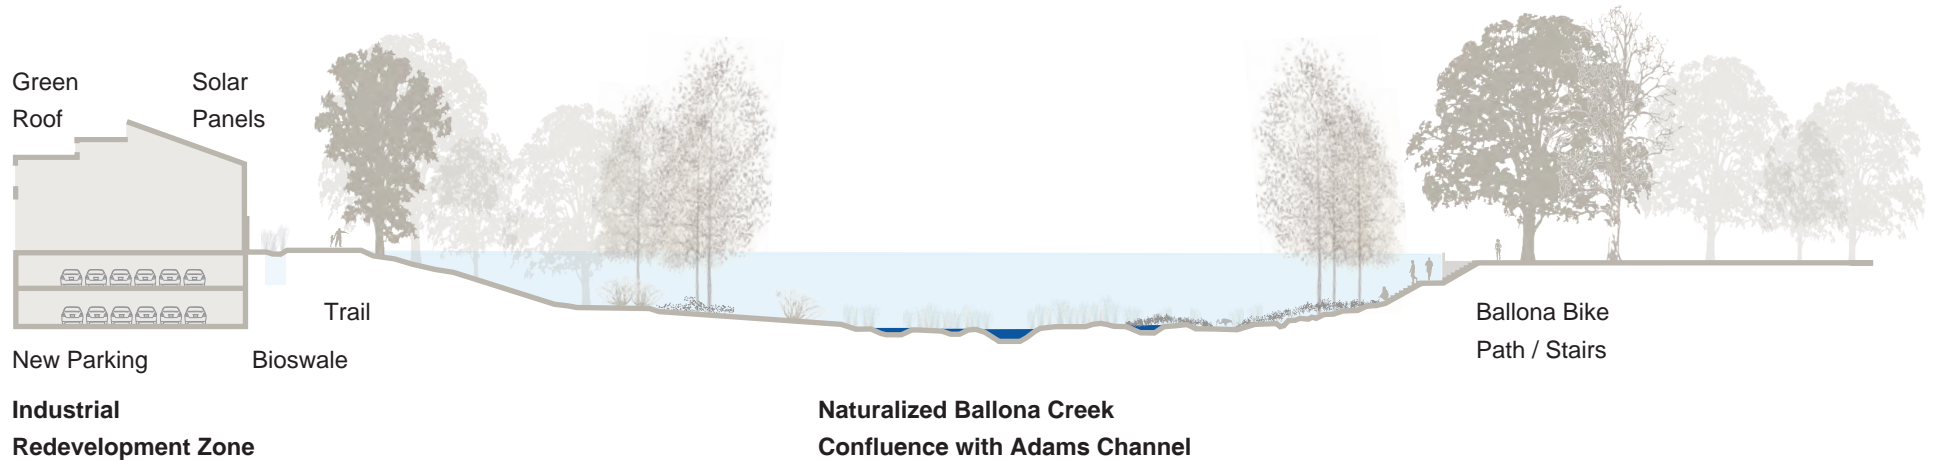 Green
Roof
Solar
Panels
Trail
New Parking
Bioswale
Ballona Bike
Path / Stairs
Industrial
Redevelopment Zone
Naturalized Ballona Creek
Confluence with Adams Channel